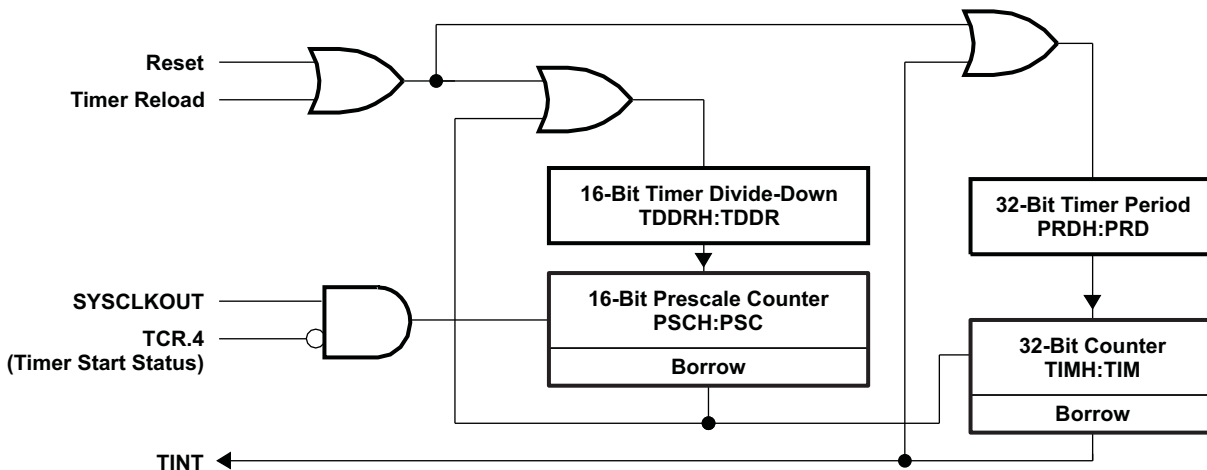 Reset
Timer Reload
16-Bit Timer Divide-Down
TDDRH:TDDR
32-Bit Timer Period
PRDH:PRD
SYSCLKOUT
TCR.4
(Timer Start Status)
16-Bit Prescale Counter
PSCH:PSC
Borrow
32-Bit Counter
TIMH:TIM
Borrow
TINT